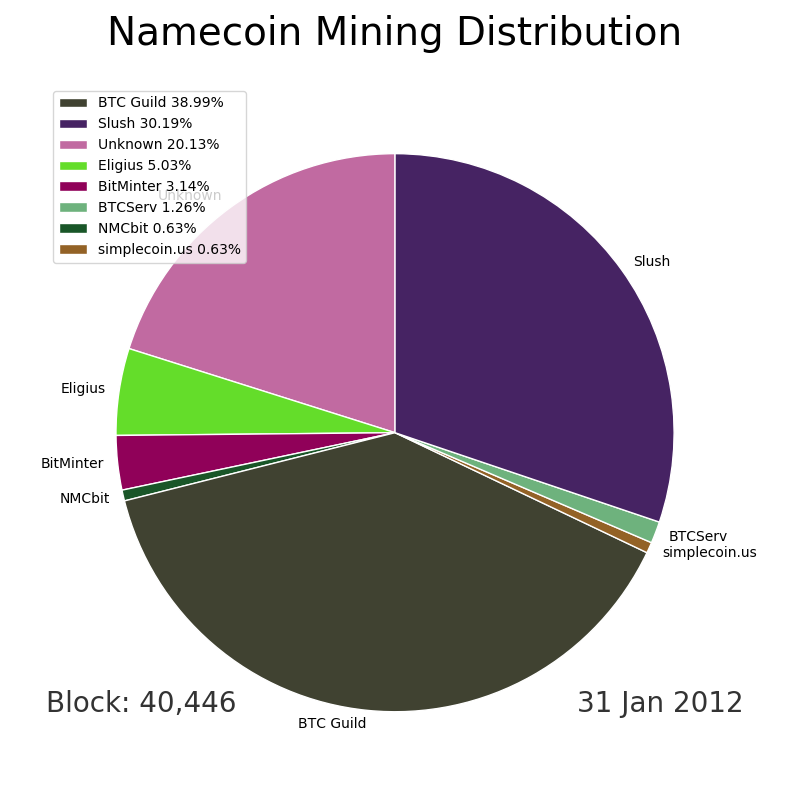 Namecoin Mining Distribution
BTC Guild 38.99%
Slush 30.19%
Unknown 20.13%
Eligius 5.03%
BitMinter 3.14%
BTCServ 1.26%
NMCbit 0.63%
simplecoin.us 0.63%
Unknown
Slush
Eligius
BitMinter
NMCbit
BTCServ
simplecoin.us
Block: 40,446
31 Jan 2012
BTC Guild